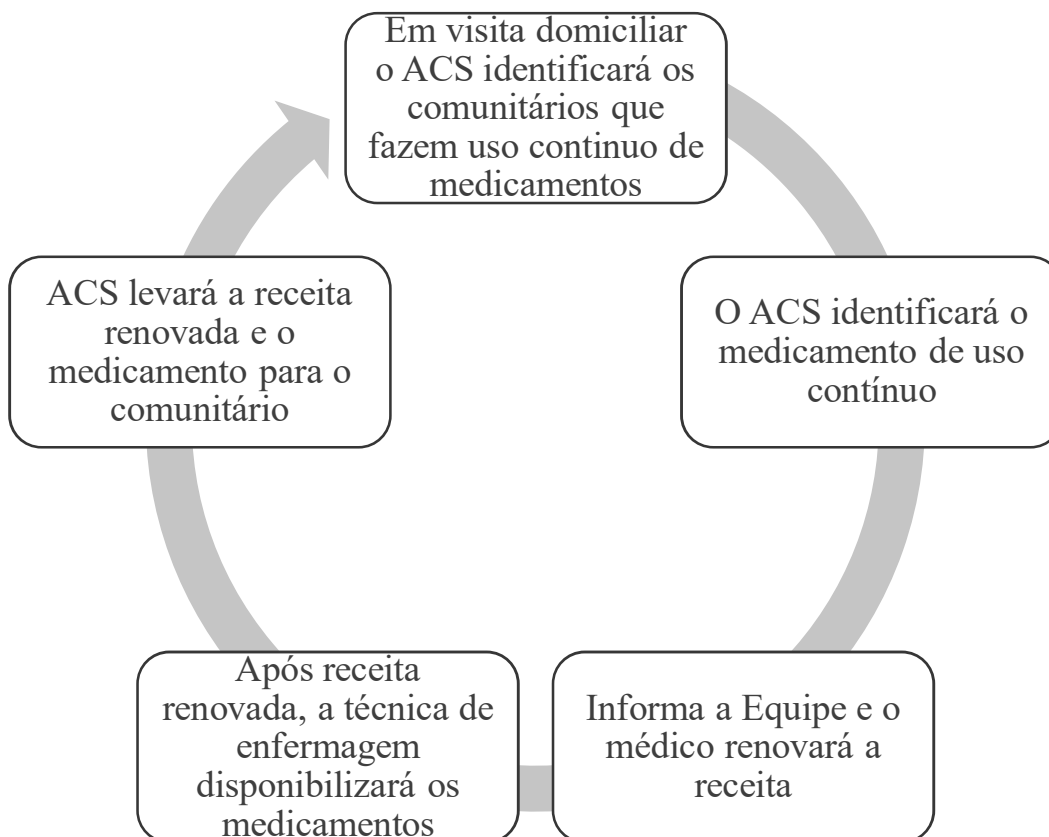 Em visita domiciliar
o ACS identificará os
comunitários que
fazem uso continuo de
medicamentos
O ACS identificará o
medicamento de uso
contínuo
Informa a Equipe e o
médico renovará a
receita
Após receita
renovada, a técnica de
enfermagem
disponibilizará os
medicamentos
ACS levará a receita
renovada e o
medicamento para o
comunitário